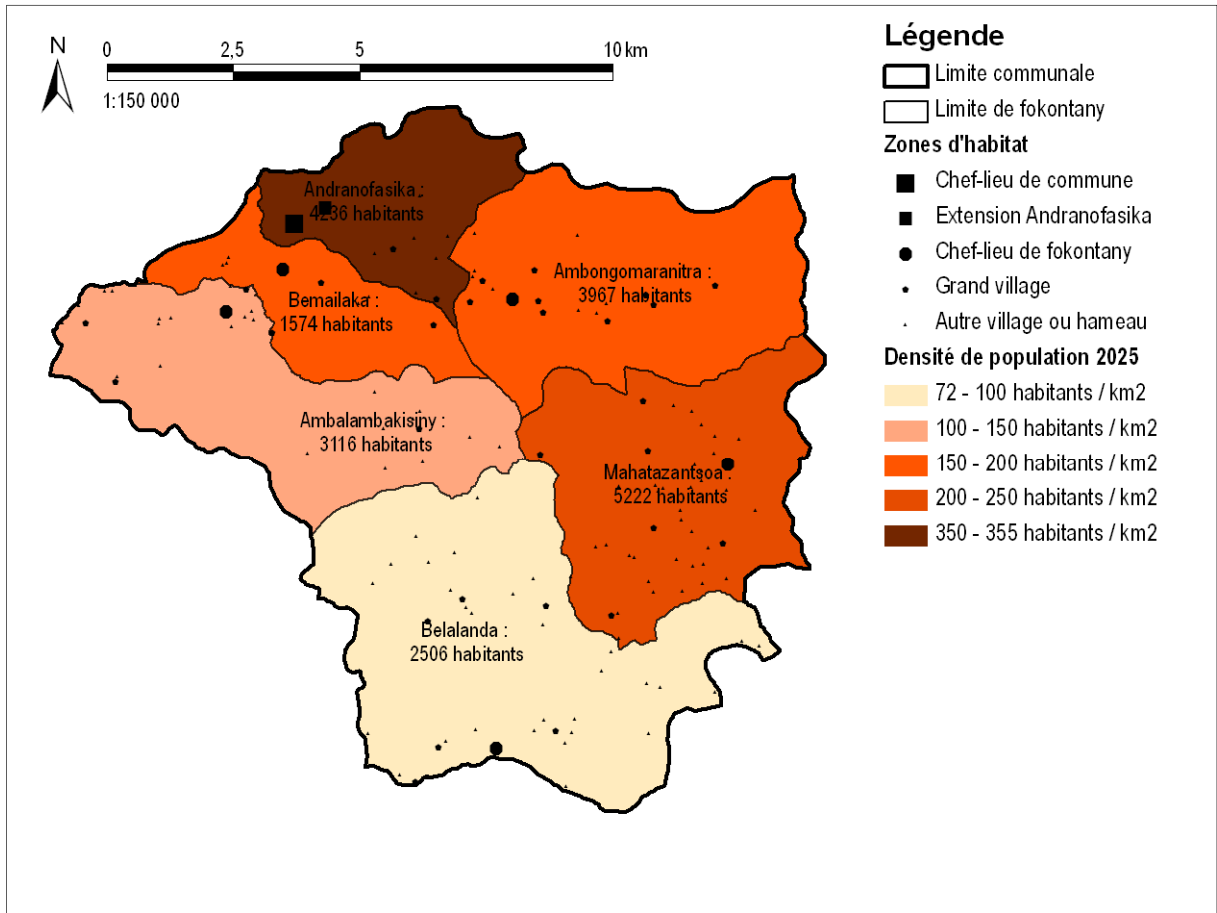 N
0 2,5 5 10 km
1:150 000
Légende
Limite communale
Limite de fokontany
Zones d'habitat
Chef-lieu de commune
Extension Andranofasika
Chef-lieu de fokontany
Grand village
Autre village ou hameau
Densité de population 2025
72 - 100 habitants / km2
100 - 150 habitants / km2
150 - 200 habitants / km2
200 - 250 habitants / km2
350 - 355 habitants / km2
Andranofasika :
4236 habitants
Ambongomaranitra :
3967 habitants
Bemailaka :
1574 habitants
Ambalambakisiny :
3116 habitants
Mahatazantsoa :
5222 habitants
Belalanda :
2506 habitants